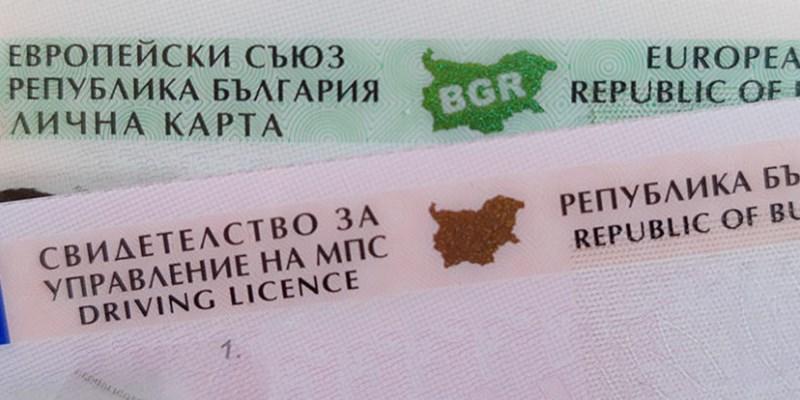 ЕВРОПЕЙСКИ СЪЮЗ
РЕПУБЛИКА БЪЛГАРИЯ
ЛИЧНА КАРТА
BGR
EUROPEA
REPUBLIC OF
СВИДЕТЕЛСТВО ЗА
УПРАВЛЕНИЕ НА МПС
DRIVING LICENCE
РЕПУБЛИКА БЪ
REPUBLIC OF BU
1.